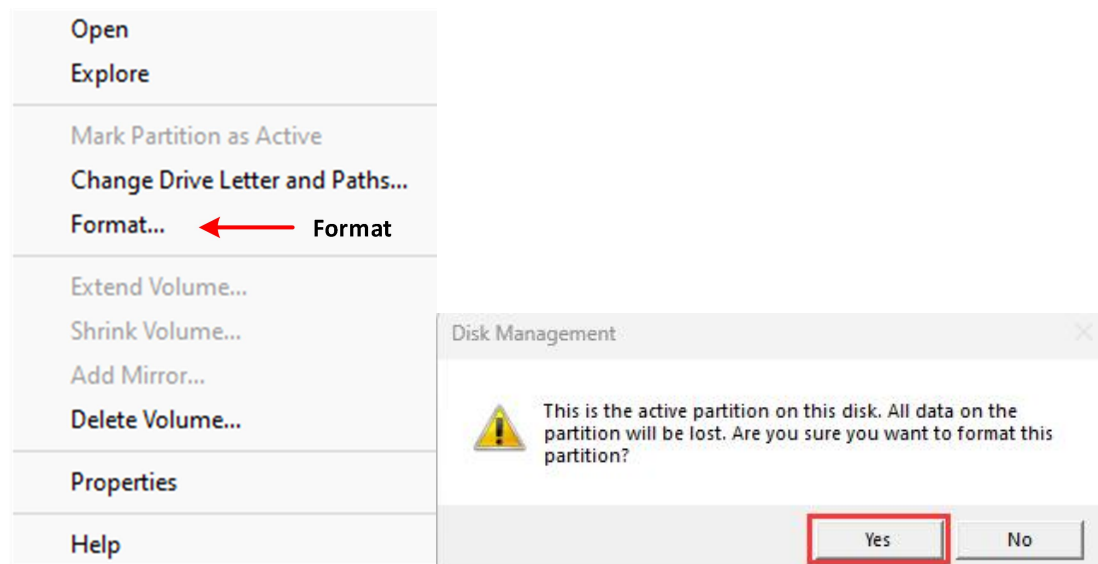 Open
Explore
Mark Partition as Active
Change Drive Letter and Paths...
Format...
Format
Extend Volume...
Shrink Volume...
Add Mirror...
Delete Volume...
Properties
Help
Disk Management
This is the active partition on this disk. All data on the
partition will be lost. Are you sure you want to format this
partition?
Yes
No